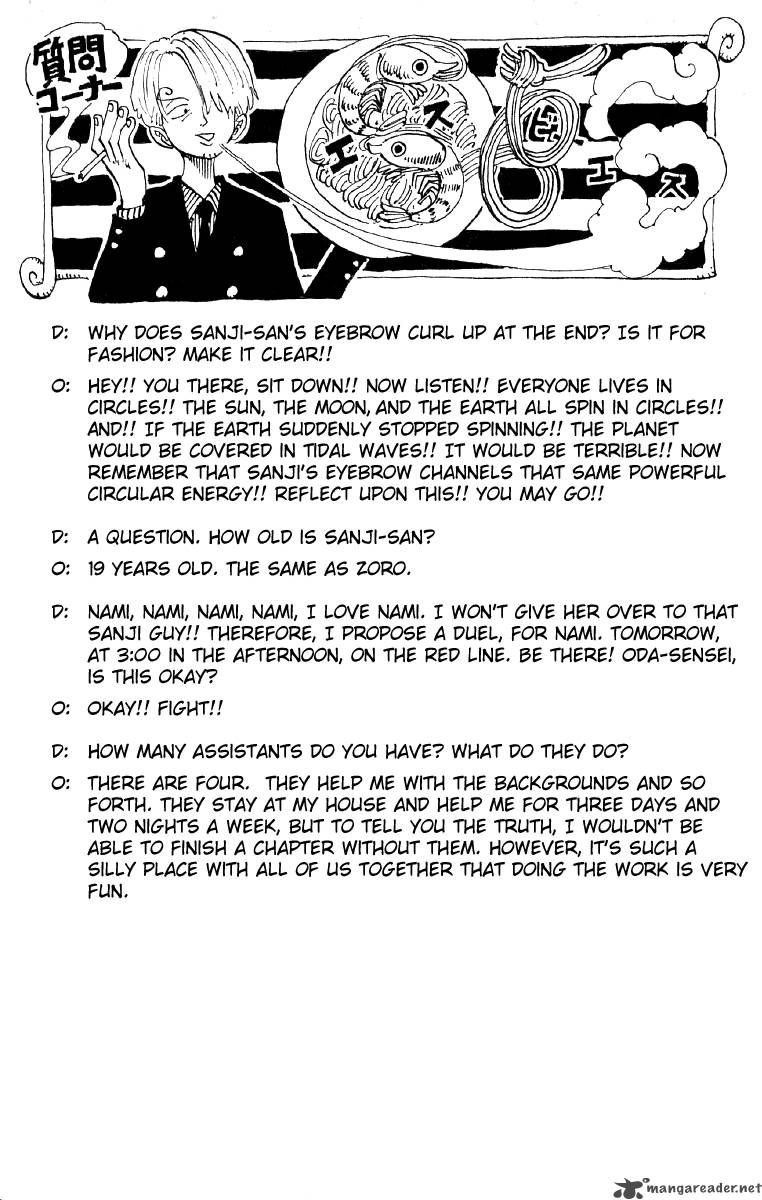 質問
コーナー
エス
ビー
エス
D: WHY DOES SANJI-SAN'S EYEBROW CURL UP AT THE END? IS IT FOR
FASHION? MAKE IT CLEAR!!
O: HEY!! YOU THERE, SIT DOWN!! NOW LISTEN!! EVERYONE LIVES IN
CIRCLES!! THE SUN, THE MOON, AND THE EARTH ALL SPIN IN CIRCLES!!
AND!! IF THE EARTH SUDDENLY STOPPED SPINNING!! THE PLANET
WOULD BE COVERED IN TIDAL WAVES!! IT WOULD BE TERRIBLE!! NOW
REMEMBER THAT SANJI'S EYEBROW CHANNELS THAT SAME POWERFUL
CIRCULAR ENERGY!! REFLECT UPON THIS!! YOU MAY GO!!
D: A QUESTION. HOW OLD IS SANJI-SAN?
O: 19 YEARS OLD. THE SAME AS ZORO.
D: NAMI, NAMI, NAMI, NAMI, I LOVE NAMI. I WON'T GIVE HER OVER TO THAT
SANJI GUY!! THEREFORE, I PROPOSE A DUEL, FOR NAMI. TOMORROW,
AT 3:00 IN THE AFTERNOON, ON THE RED LINE. BE THERE! ODA-SENSEI,
IS THIS OKAY?
O: OKAY!! FIGHT!!
D: HOW MANY ASSISTANTS DO YOU HAVE? WHAT DO THEY DO?
O: THERE ARE FOUR. THEY HELP ME WITH THE BACKGROUNDS AND SO
FORTH. THEY STAY AT MY HOUSE AND HELP ME FOR THREE DAYS AND
TWO NIGHTS A WEEK, BUT TO TELL YOU THE TRUTH, I WOULDN'T BE
ABLE TO FINISH A CHAPTER WITHOUT THEM. HOWEVER, IT'S SUCH A
SILLY PLACE WITH ALL OF US TOGETHER THAT DOING THE WORK IS VERY
FUN.
mangareader.net